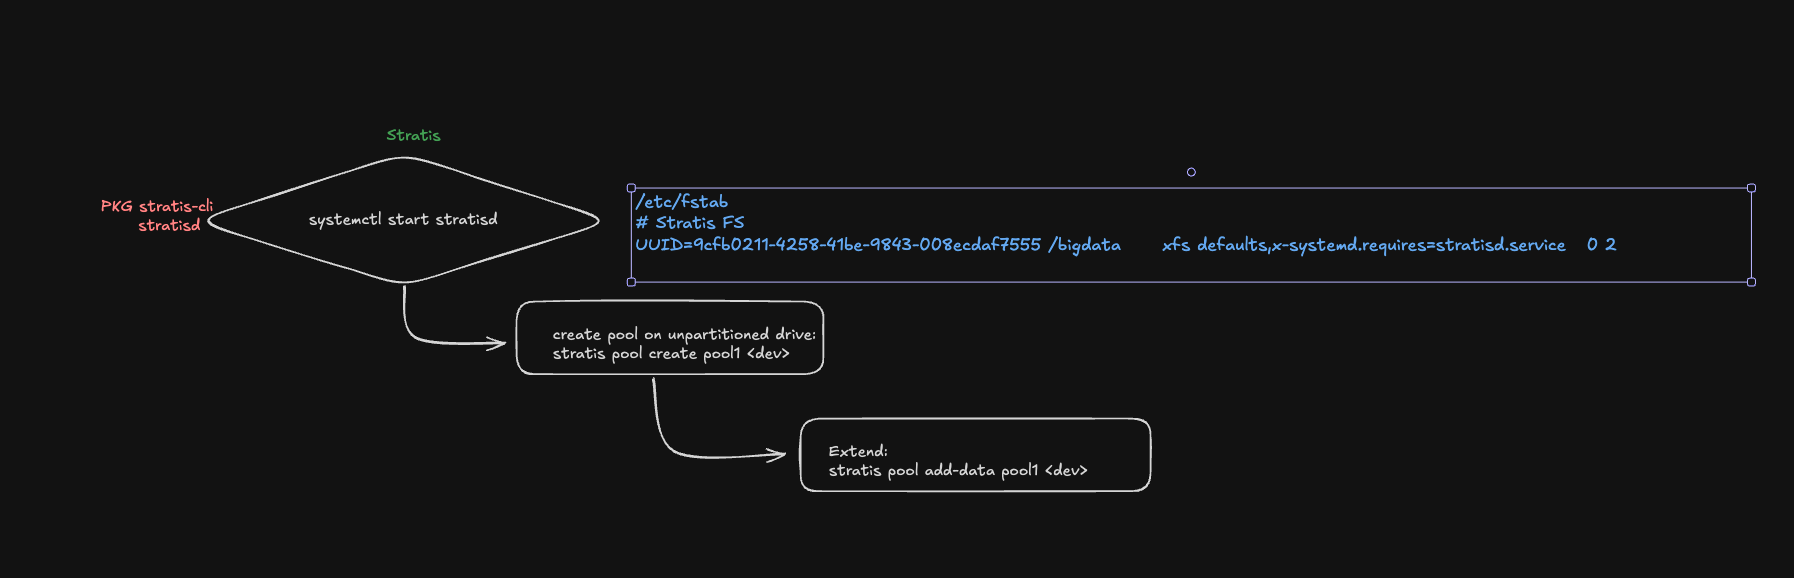 Stratis
PKG stratis-cli
stratisd
systemctl start stratisd
/etc/fstab
# Stratis FS
UUID=9cfb0211-4258-41be-9843-008ecdaf7555 /bigdata xfs defaults,x-systemd.requires=stratisd.service 0 2
create pool on unpartitioned drive:
stratis pool create pool1 <dev>
Extend:
stratis pool add-data pool1 <dev>